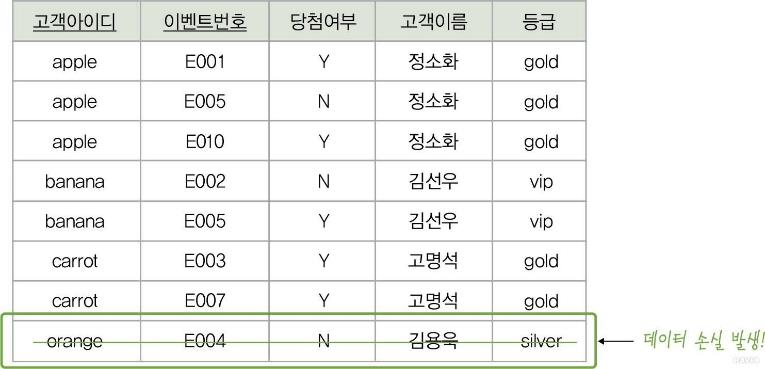 고객아이디 이벤트번호 당첨여부 고객이름 등급
apple E001 Y 정소화 gold
apple E005 N 정소화 gold
apple E010 Y 정소화 gold
banana E002 N 김선우 vip
banana E005 Y 김선우 vip
carrot E003 Y 고명석 gold
carrot E007 Y 고명석 gold
orange E004 N 김용욱 silver
데이터 손실 발생!